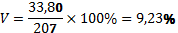 V = 33,80/207 × 100% = 9,23%